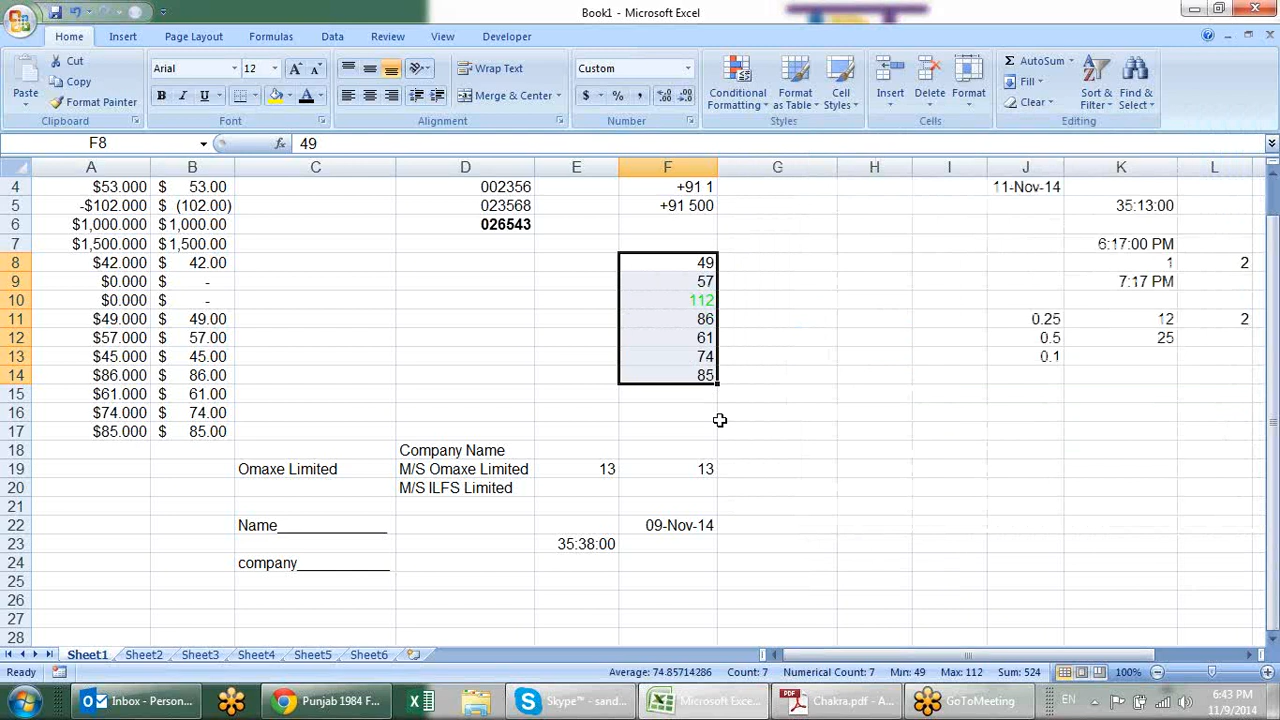 Book1 - Microsoft Excel
Home Insert Page Layout Formulas Data Review View Developer
Paste Cut Copy Format Painter
Arial 12
B I U A
Wrap Text
Merge & Center
Custom
$ % ,
Conditional Formatting Format as Table Cell Styles
Insert Delete Format
AutoSum Fill Clear
Sort & Filter Find & Select
Clipboard Font Alignment Number Styles Cells Editing
F8 fx 49
A B C D E F G H I J K L
4 $53.000 $ 53.00 002356 +91 1 11-Nov-14
5 -$102.000 $ (102.00) 023568 +91 500 35:13:00
6 $1,000.000 $ 1,000.00 026543
7 $1,500.000 $ 1,500.00 6:17:00 PM
8 $42.000 $ 42.00 49 1 2
9 $0.000 $ - 57 7:17 PM
10 $0.000 $ - 112
11 $49.000 $ 49.00 86 0.25 12 2
12 $57.000 $ 57.00 61 0.5 25
13 $45.000 $ 45.00 74 0.1
14 $86.000 $ 86.00 85
15 $61.000 $ 61.00
16 $74.000 $ 74.00
17 $85.000 $ 85.00
18 Company Name
19 Omaxe Limited M/S Omaxe Limited 13 13
20 M/S ILFS Limited
21
22 Name____________ 09-Nov-14
23 35:38:00
24 company__________
25
26
27
28
Sheet1 Sheet2 Sheet3 Sheet4 Sheet5 Sheet6
Ready Average: 74.85714286 Count: 7 Numerical Count: 7 Min: 49 Max: 112 Sum: 524 100%
Inbox - Person... Punjab 1984 F... Skype™ - sand... Microsoft Exce... Chakra.pdf - A... GoToMeeting EN 6:43 PM
11/9/2014